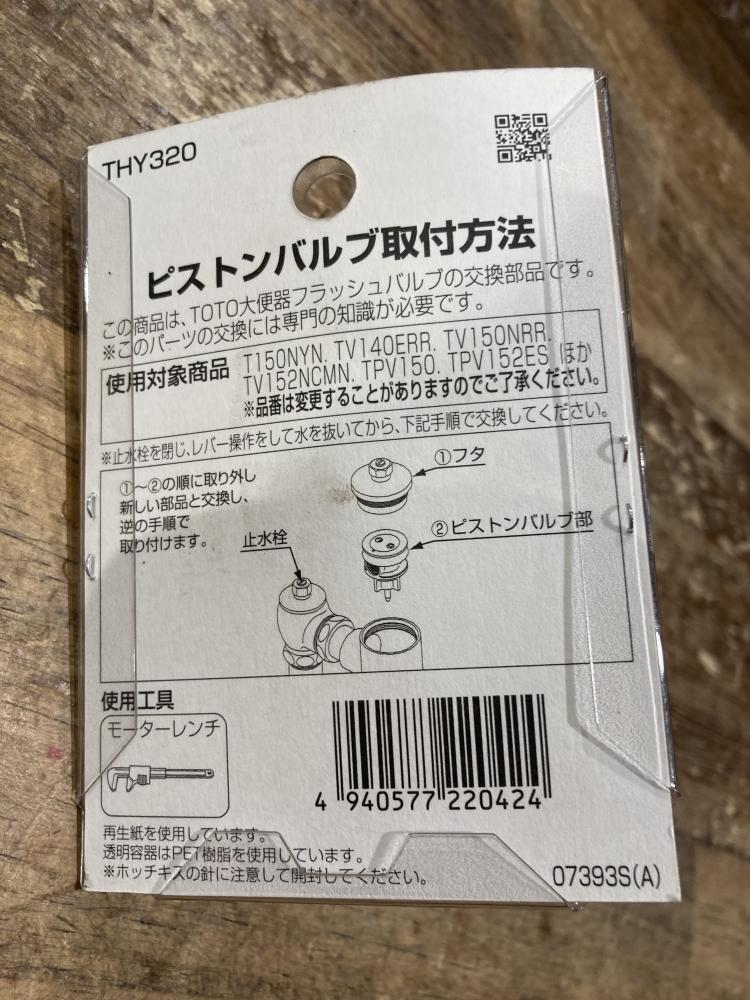 THY320
ピストンバルブ取付方法
この商品は、TOTO大便器フラッシュバルブの交換部品です。
※このパーツの交換には専門の知識が必要です。
使用対象商品
T150NYN. TV140ERR. TV150NRR.
TV152NCMN. TPV150. TPV152ES ほか
※品番は変更することがありますのでご了承ください。
※止水栓を閉じ、レバー操作をして水を抜いてから、下記手順で交換してください。
①〜②の順に取り外し
新しい部品と交換し、
逆の手順で
取り付けます。
①フタ
②ピストンバルブ部
止水栓
使用工具
モーターレンチ
4 940577 220424
再生紙を使用しています。
透明容器はPET樹脂を使用しています。
※ホッチキスの針に注意して開封してください。
07393S(A)